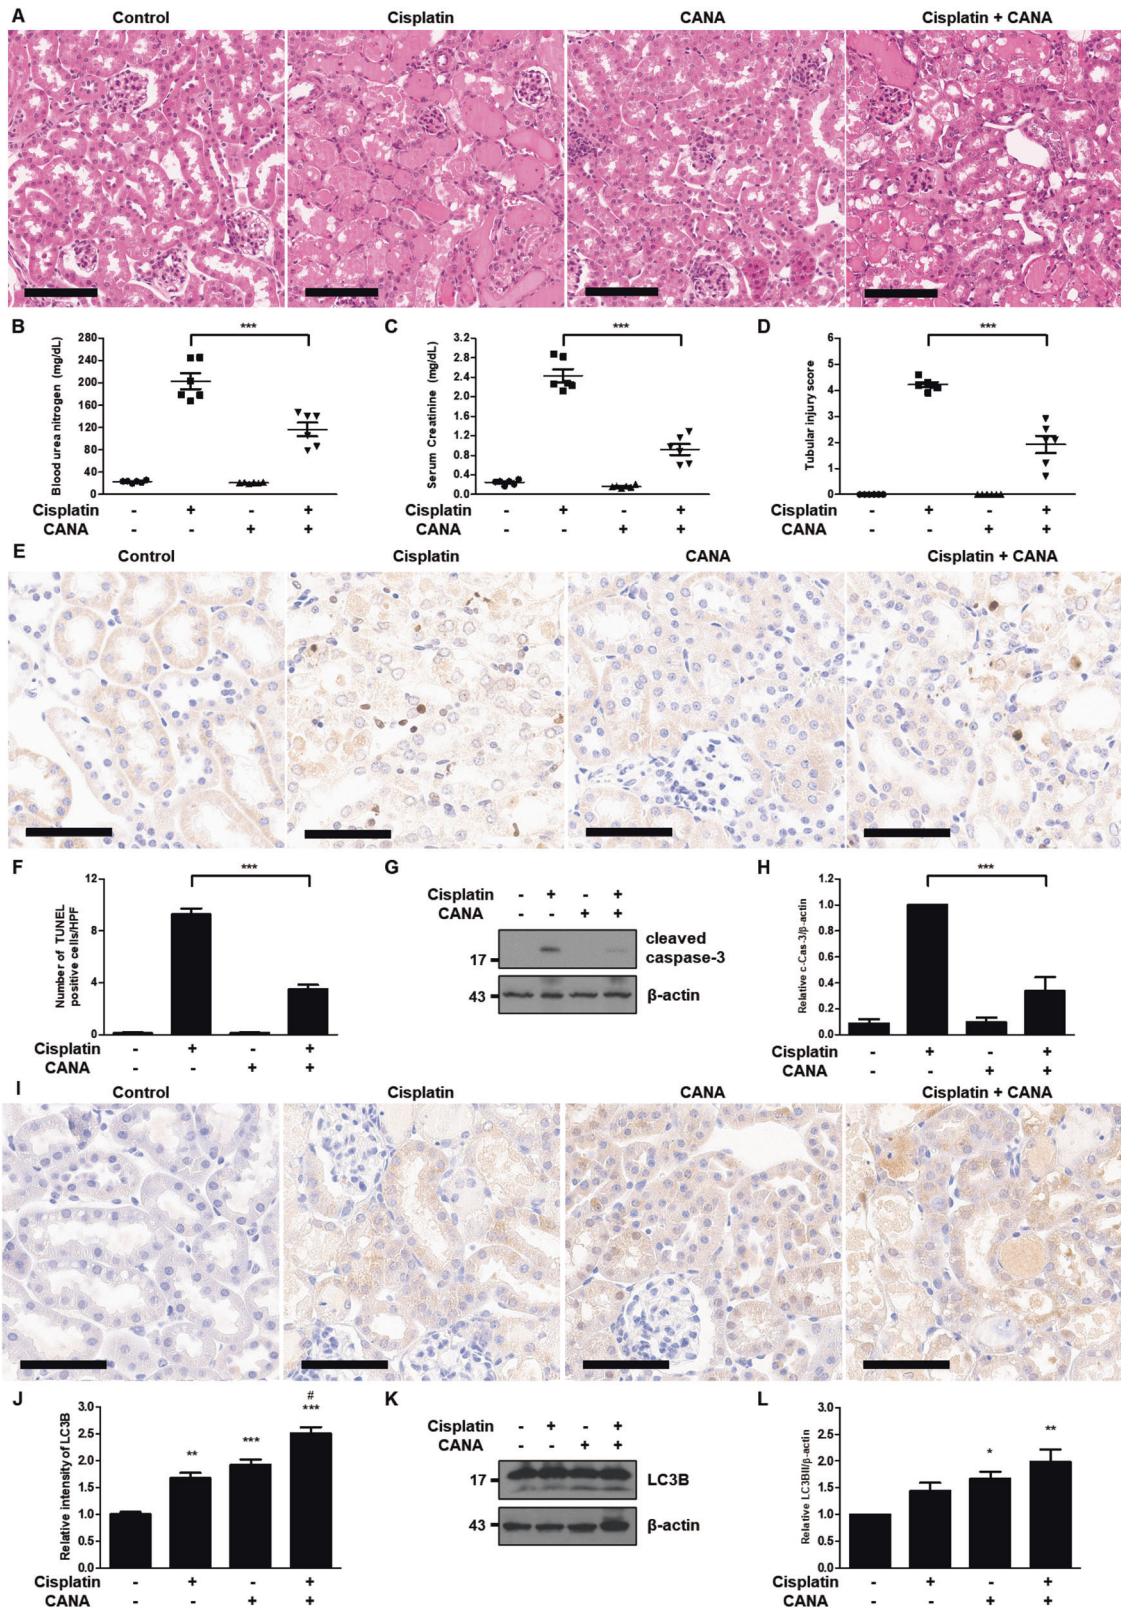 A
Control Cisplatin CANA Cisplatin + CANA
B
280
240
200
160
120
80
40
0
Blood urea nitrogen (mg/dL)
***
Cisplatin - + - +
CANA - - + +
C
3.2
2.8
2.4
2.0
1.6
1.2
0.8
0.4
0.0
Serum Creatinine (mg/dL)
***
- + - +
- - + +
D
6
5
4
3
2
1
0
Tubular injury score
***
Cisplatin - + - +
CANA - - + +
E
Control Cisplatin CANA Cisplatin + CANA
F
12
8
4
0
Number of TUNEL
positive cells/HPF
***
Cisplatin - + - +
CANA - - + +
G
Cisplatin - + - +
CANA - - + +
17
cleaved
caspase-3
43
β-actin
H
1.2
1.0
0.8
0.6
0.4
0.2
0.0
Relative c-Cas-3/β-actin
***
Cisplatin - + - +
CANA - - + +
I
Control Cisplatin CANA Cisplatin + CANA
J
3.0
2.5
2.0
1.5
1.0
0.5
0.0
Relative intensity of LC3B
** *** # ***
Cisplatin - + - +
CANA - - + +
K
Cisplatin - + - +
CANA - - + +
17
LC3B
43
β-actin
L
3.0
2.5
2.0
1.5
1.0
0.5
0.0
Relative LC3BII/β-actin
* **
Cisplatin - + - +
CANA - - + +